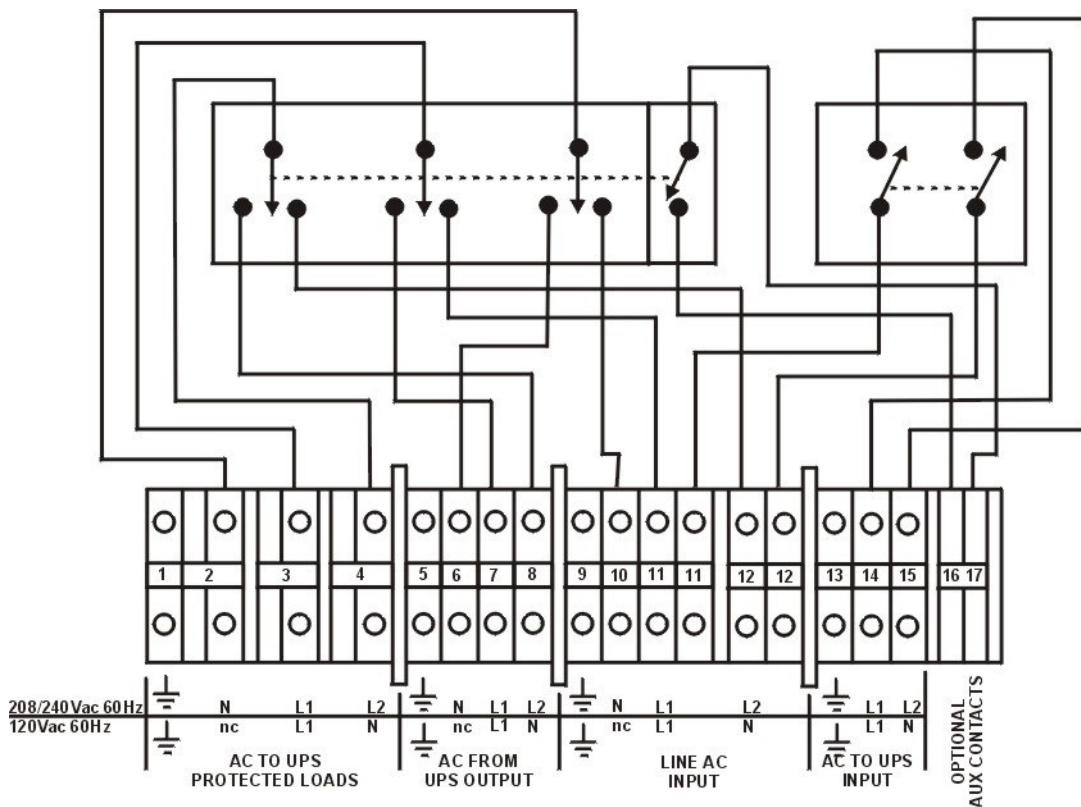 1 2 3 4 5 6 7 8 9 10 11 11 12 12 13 14 15 16 17
208/240Vac 60Hz N L1 L2 N L1 L2 N L1 L2 L1 L2
120Vac 60Hz nc L1 N nc L1 N nc L1 N L1 N
AC TO UPS
PROTECTED LOADS
AC FROM
UPS OUTPUT
LINE AC
INPUT
AC TO UPS
INPUT
OPTIONAL
AUX CONTACTS